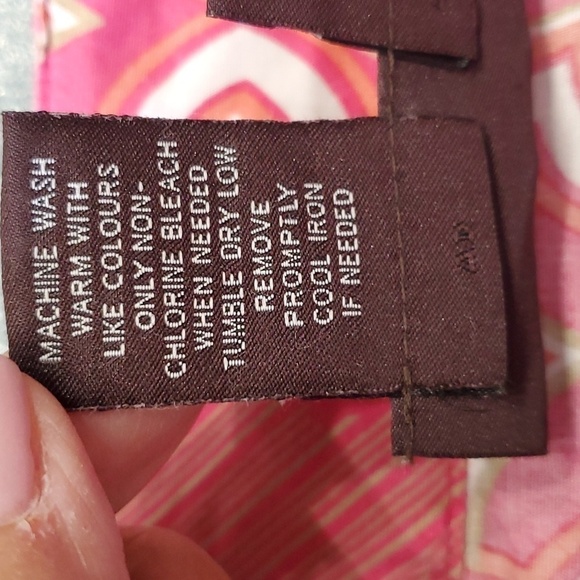 MACHINE WASH
WARM WITH
LIKE COLOURS
ONLY NON-
CHLORINE BLEACH
WHEN NEEDED
TUMBLE DRY LOW
REMOVE
PROMPTLY
COOL IRON
IF NEEDED